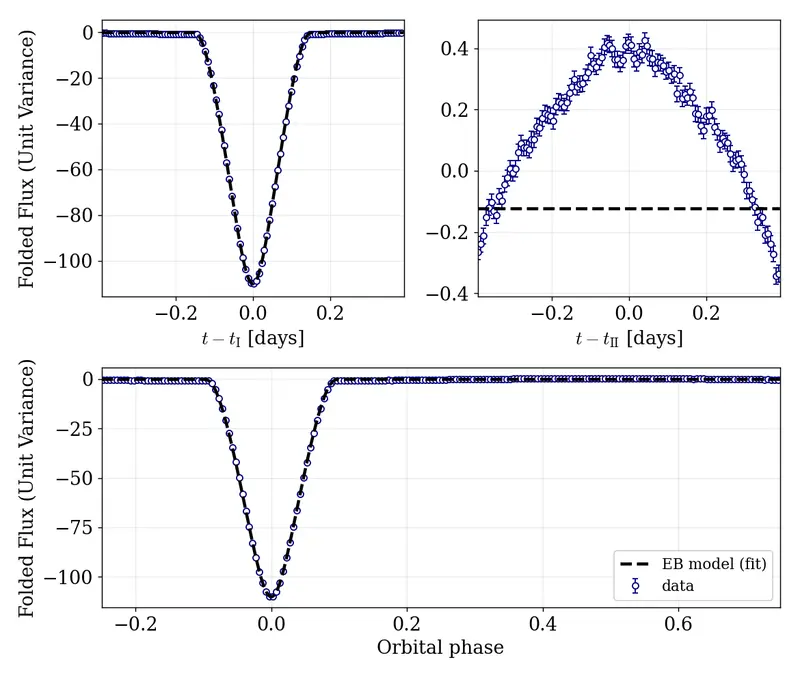 Folded Flux (Unit Variance)
0
−20
−40
−60
−80
−100
−0.2 0.0 0.2
t − tI [days]
0.4
0.2
0.0
−0.2
−0.4
−0.2 0.0 0.2
t − tII [days]
Folded Flux (Unit Variance)
0
−25
−50
−75
−100
EB model (fit)
data
−0.2 0.0 0.2 0.4 0.6
Orbital phase